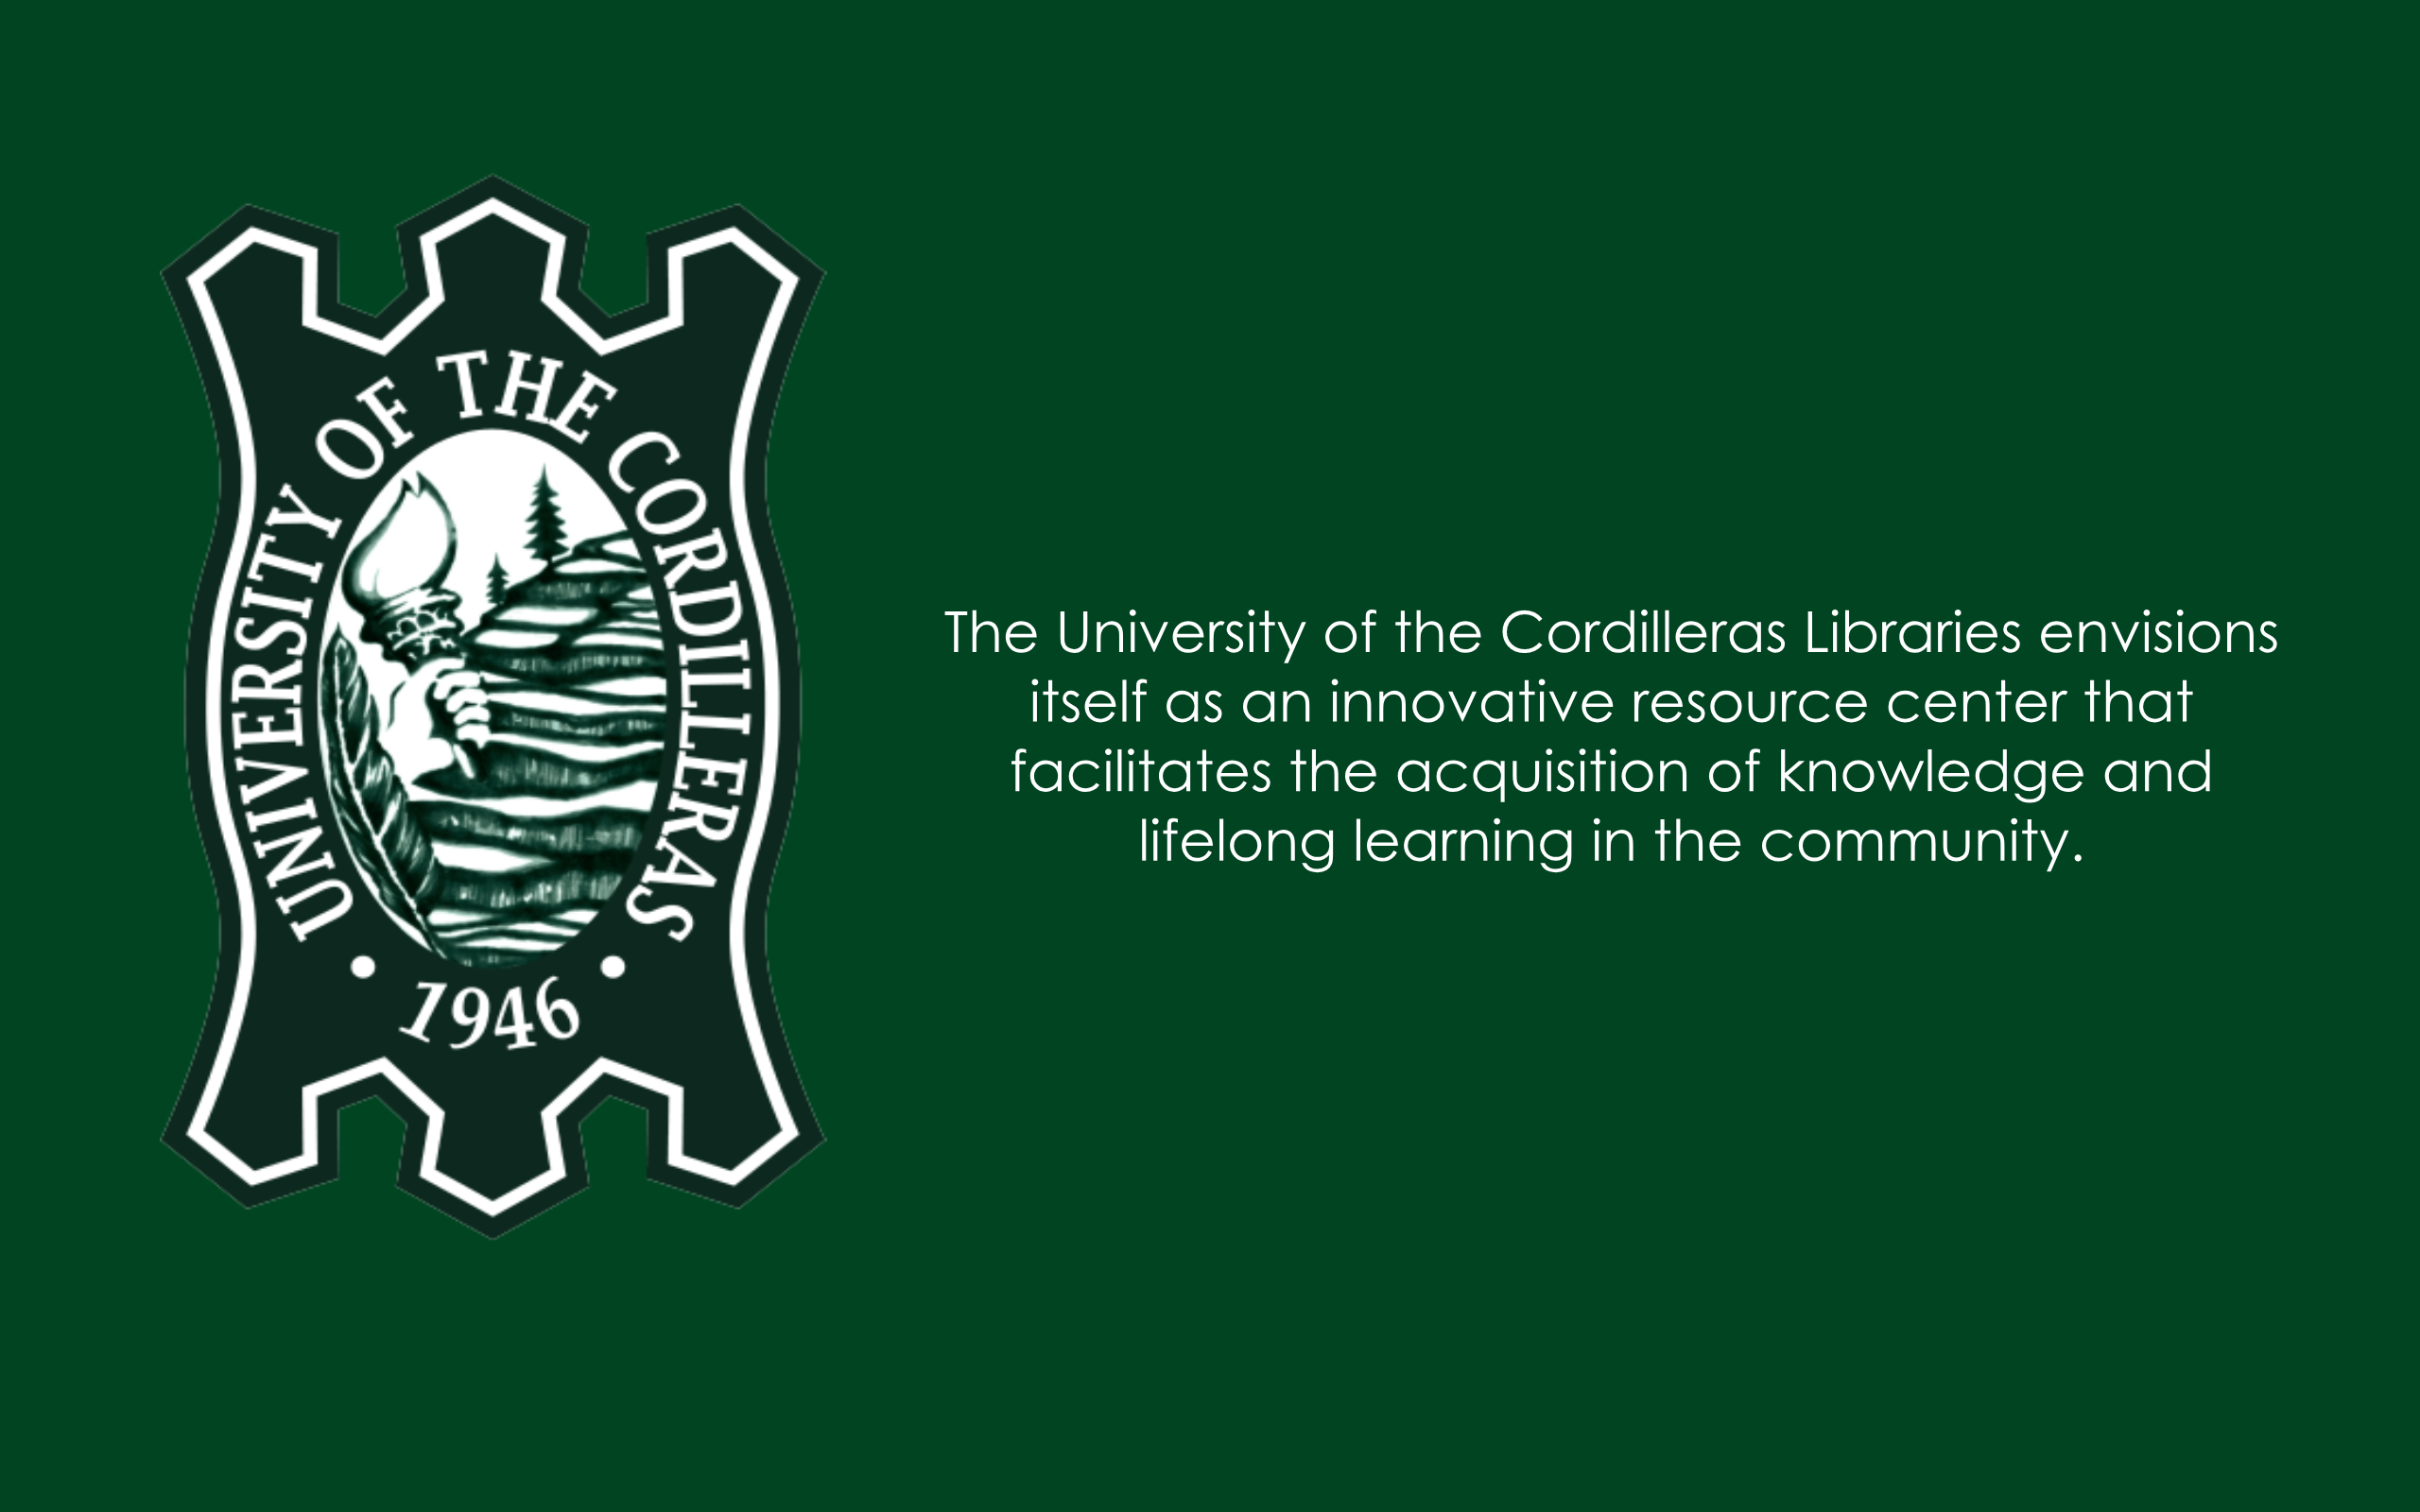 UNIVERSITY OF THE CORDILLERAS
• 1946 •
The University of the Cordilleras Libraries envisions
itself as an innovative resource center that
facilitates the acquisition of knowledge and
lifelong learning in the community.